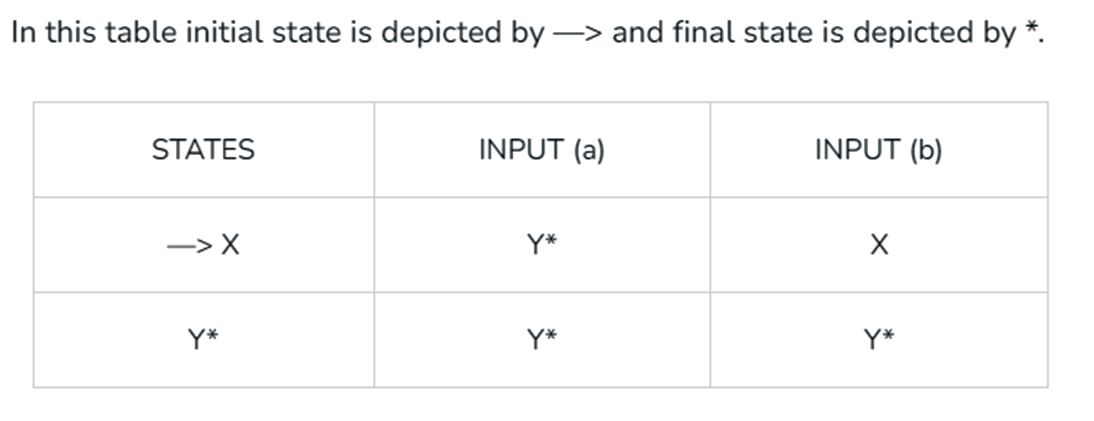 In this table initial state is depicted by —> and final state is depicted by *.
STATES INPUT (a) INPUT (b)
—> X Y* X
Y* Y* Y*